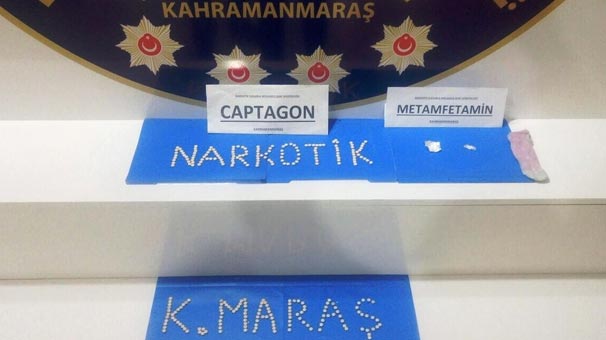 KAHRAMANMARAŞ
CAPTAGON
METAMFETAMİN
NARKOTİK
K.MARAŞ